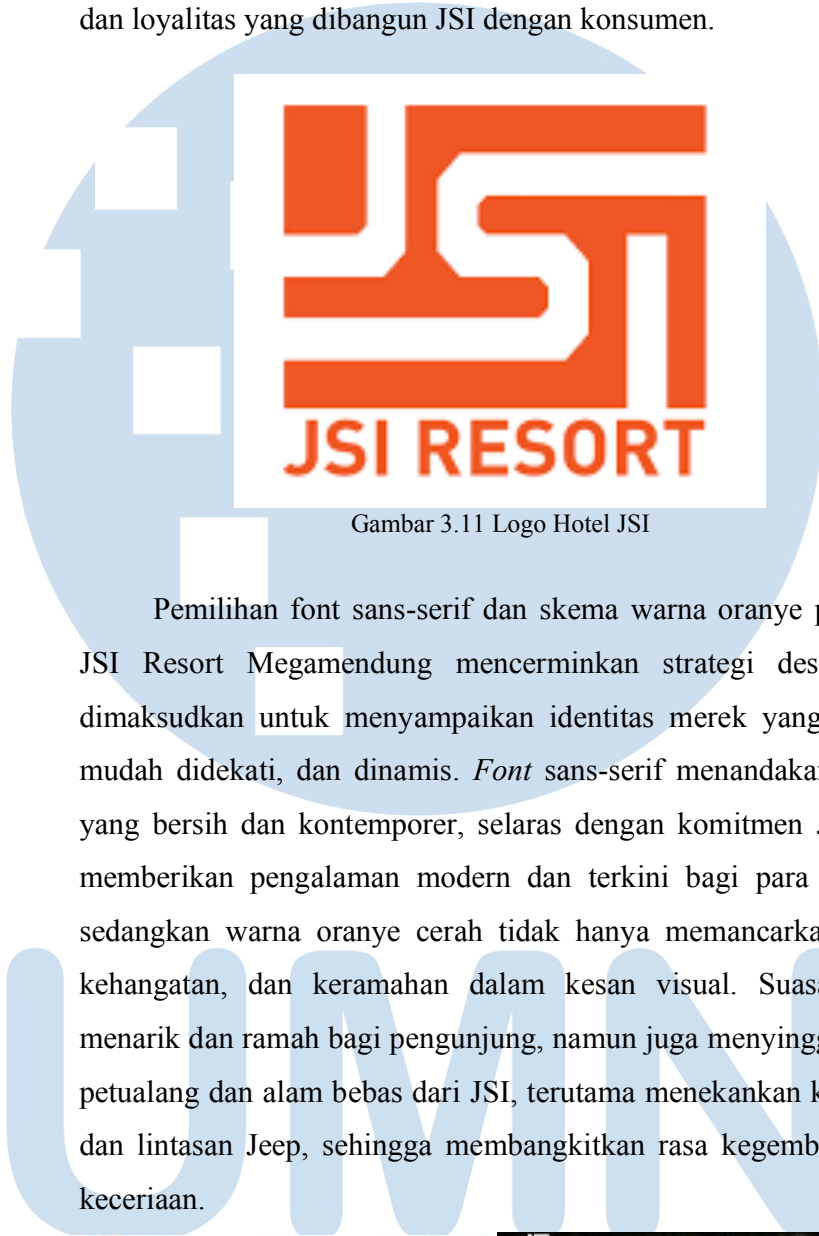 dan loyalitas yang dibangun JSI dengan konsumen.
JSI
JSI RESORT
Gambar 3.11 Logo Hotel JSI
Pemilihan font sans-serif dan skema warna oranye
JSI Resort Megamendung mencerminkan strategi des
dimaksudkan untuk menyampaikan identitas merek yang
mudah didekati, dan dinamis. Font sans-serif menandakan
yang bersih dan kontemporer, selaras dengan komitmen
memberikan pengalaman modern dan terkini bagi para
sedangkan warna oranye cerah tidak hanya memancarka
kehangatan, dan keramahan dalam kesan visual. Suasa
menarik dan ramah bagi pengunjung, namun juga menyingg
petualang dan alam bebas dari JSI, terutama menekankan k
dan lintasan Jeep, sehingga membangkitkan rasa kegemb
keceriaan.
UMN